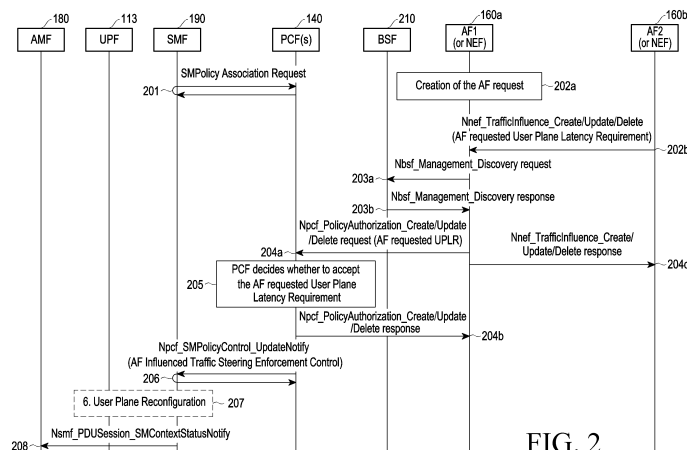 180
113
190
140
210
160a
160b
AMF
UPF
SMF
PCF(s)
BSF
AF1
(or NEF)
AF2
(or NEF)
SMPolicy Association Request
201
Creation of the AF request
202a
Nnef_TrafficInfluence_Create/Update/Delete
(AF requested User Plane Latency Requirement)
202b
Nbsf_Management_Discovery request
203a
Nbsf_Management_Discovery response
203b
Npcf_PolicyAuthorization_Create/Update
/Delete request (AF requested UPLR)
204a
Nnef_TrafficInfluence_Create/
Update/Delete response
204c
205
PCF decides whether to accept
the AF requested User Plane
Latency Requirement
Npcf_PolicyAuthorization_Create/Update
/Delete response
204b
Npcf_SMPolicyControl_UpdateNotify
(AF Influenced Traffic Steering Enforcement Control)
206
6. User Plane Reconfiguration
207
Nsmf_PDUSession_SMContextStatusNotify
208
FIG. 2